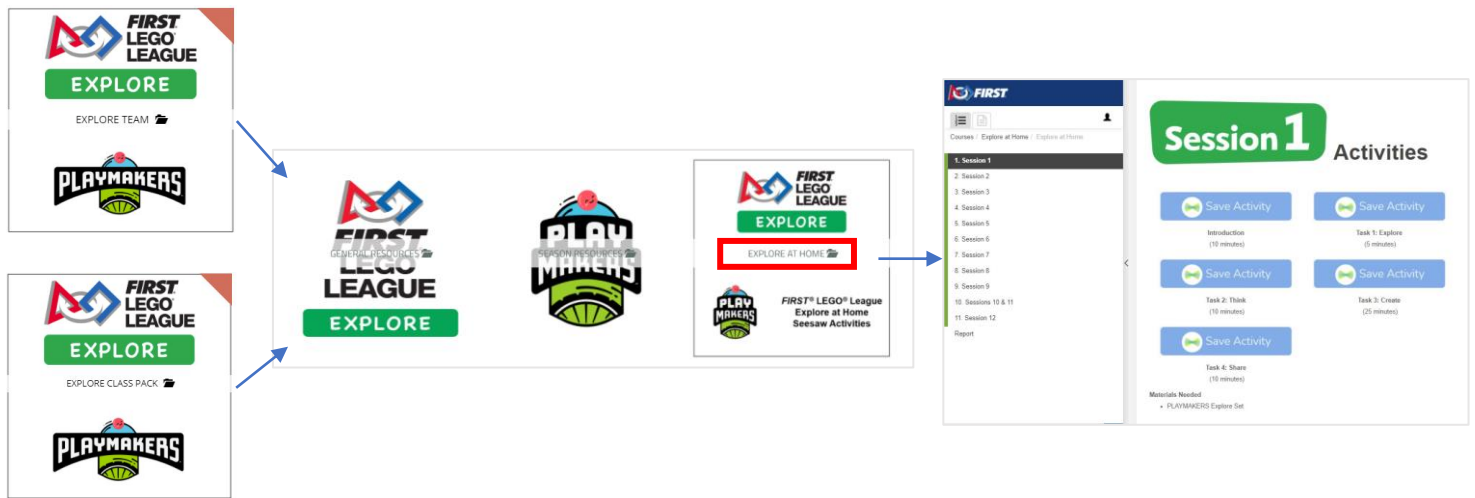 FIRST
LEGO
LEAGUE
EXPLORE
EXPLORE TEAM
PLAYMAKERS
FIRST
LEGO
LEAGUE
EXPLORE
EXPLORE CLASS PACK
PLAYMAKERS
FIRST
GENERAL RESOURCES
LEGO
LEAGUE
EXPLORE
PLAY
SEASON RESOURCES
MAKERS
FIRST
LEGO
LEAGUE
EXPLORE
EXPLORE AT HOME
PLAY
MAKERS
FIRST® LEGO® League
Explore at Home
Seesaw Activities
FIRST
Courses / Explore at Home / Explore at Home
1. Session 1
2. Session 2
3. Session 3
4. Session 4
5. Session 5
6. Session 6
7. Session 7
8. Session 8
9. Session 9
10. Sessions 10 & 11
11. Session 12
Report
Session 1
Activities
Save Activity
Introduction
(10 minutes)
Save Activity
Task 1: Explore
(5 minutes)
Save Activity
Task 2: Think
(10 minutes)
Save Activity
Task 3: Create
(25 minutes)
Save Activity
Task 4: Share
(10 minutes)
Materials Needed
• PLAYMAKERS Explore Set